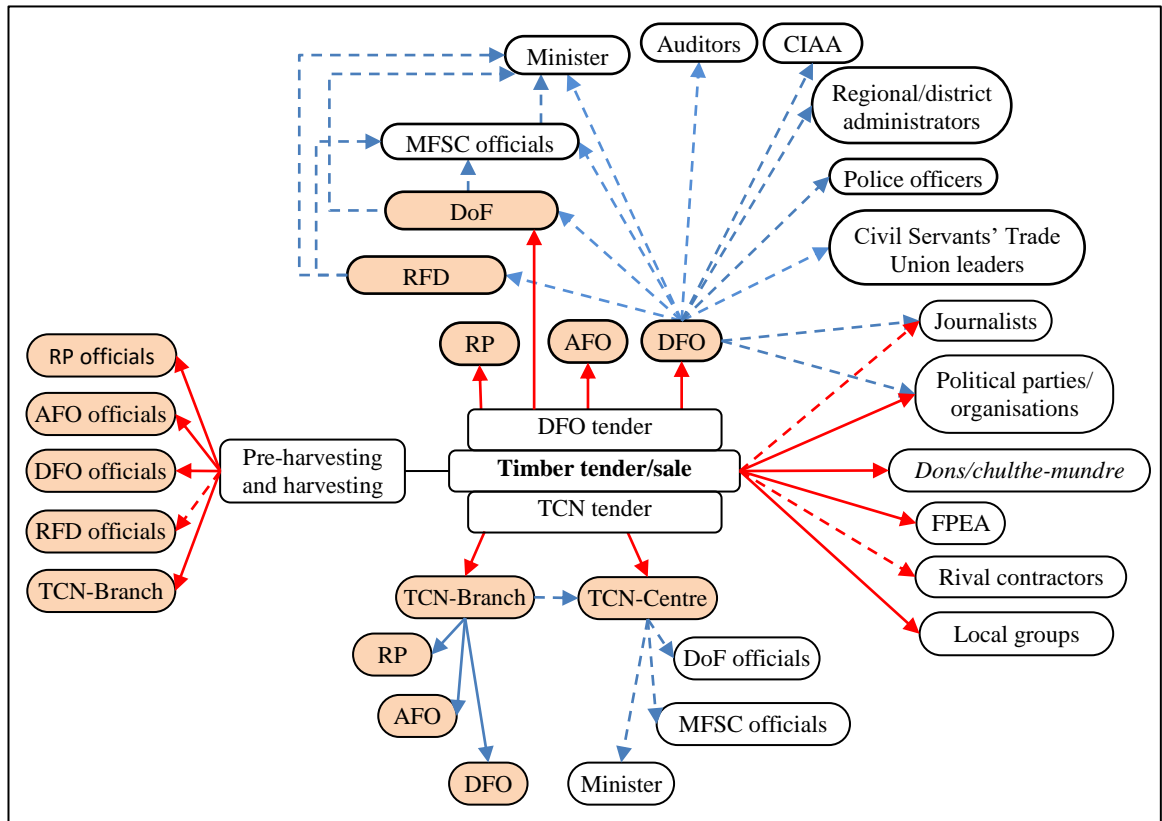 Minister
Auditors
CIAA
Regional/district
administrators
MFSC officials
Police officers
DoF
Civil Servants’ Trade
Union leaders
RFD
Journalists
RP
AFO
DFO
RP officials
Political parties/
organisations
AFO officials
DFO tender
Pre-harvesting
and harvesting
Timber tender/sale
Dons/chulthe-mundre
DFO officials
TCN tender
FPEA
RFD officials
Rival contractors
TCN-Branch
TCN-Branch
TCN-Centre
Local groups
RP
DoF officials
AFO
MFSC officials
DFO
Minister